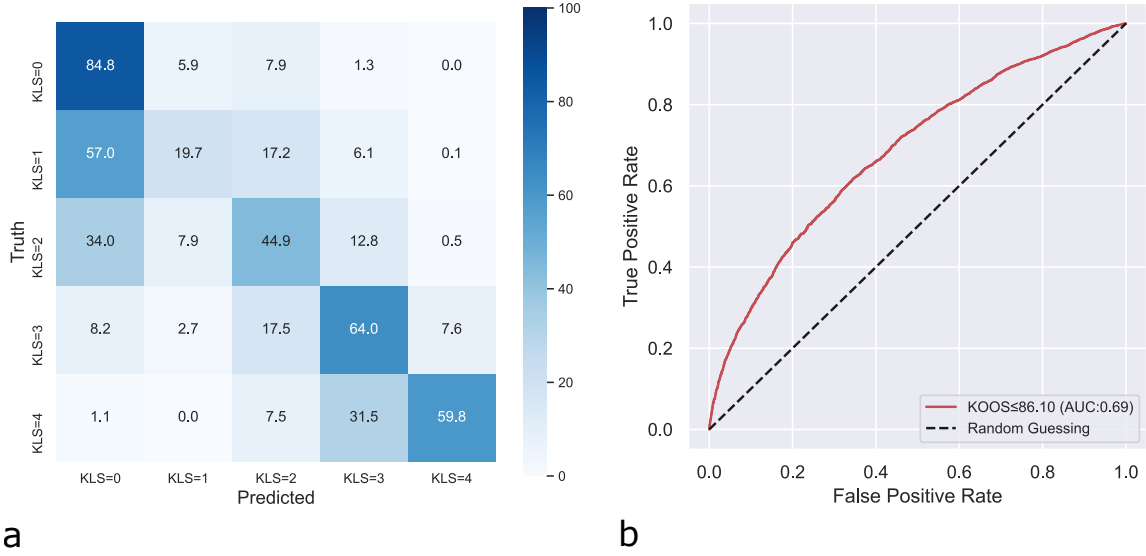 100
84.8 5.9 7.9 1.3 0.0
KLS=0
80
57.0 19.7 17.2 6.1 0.1
KLS=1
60
34.0 7.9 44.9 12.8 0.5
KLS=2
Truth
40
8.2 2.7 17.5 64.0 7.6
KLS=3
20
1.1 0.0 7.5 31.5 59.8
KLS=4
0
KLS=0 KLS=1 KLS=2 KLS=3 KLS=4
Predicted
a
1.0
0.8
0.6
0.4
0.2
0.0
True Positive Rate
KOOS≤86.10 (AUC:0.69)
Random Guessing
0.0 0.2 0.4 0.6 0.8 1.0
False Positive Rate
b